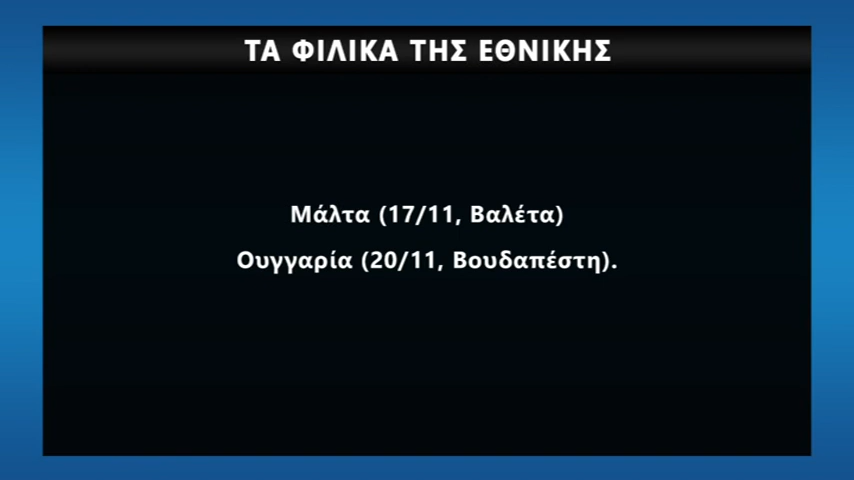 ΤΑ ΦΙΛΙΚΑ ΤΗΣ ΕΘΝΙΚΗΣ
Μάλτα (17/11, Βαλέτα)
Ουγγαρία (20/11, Βουδαπέστη).